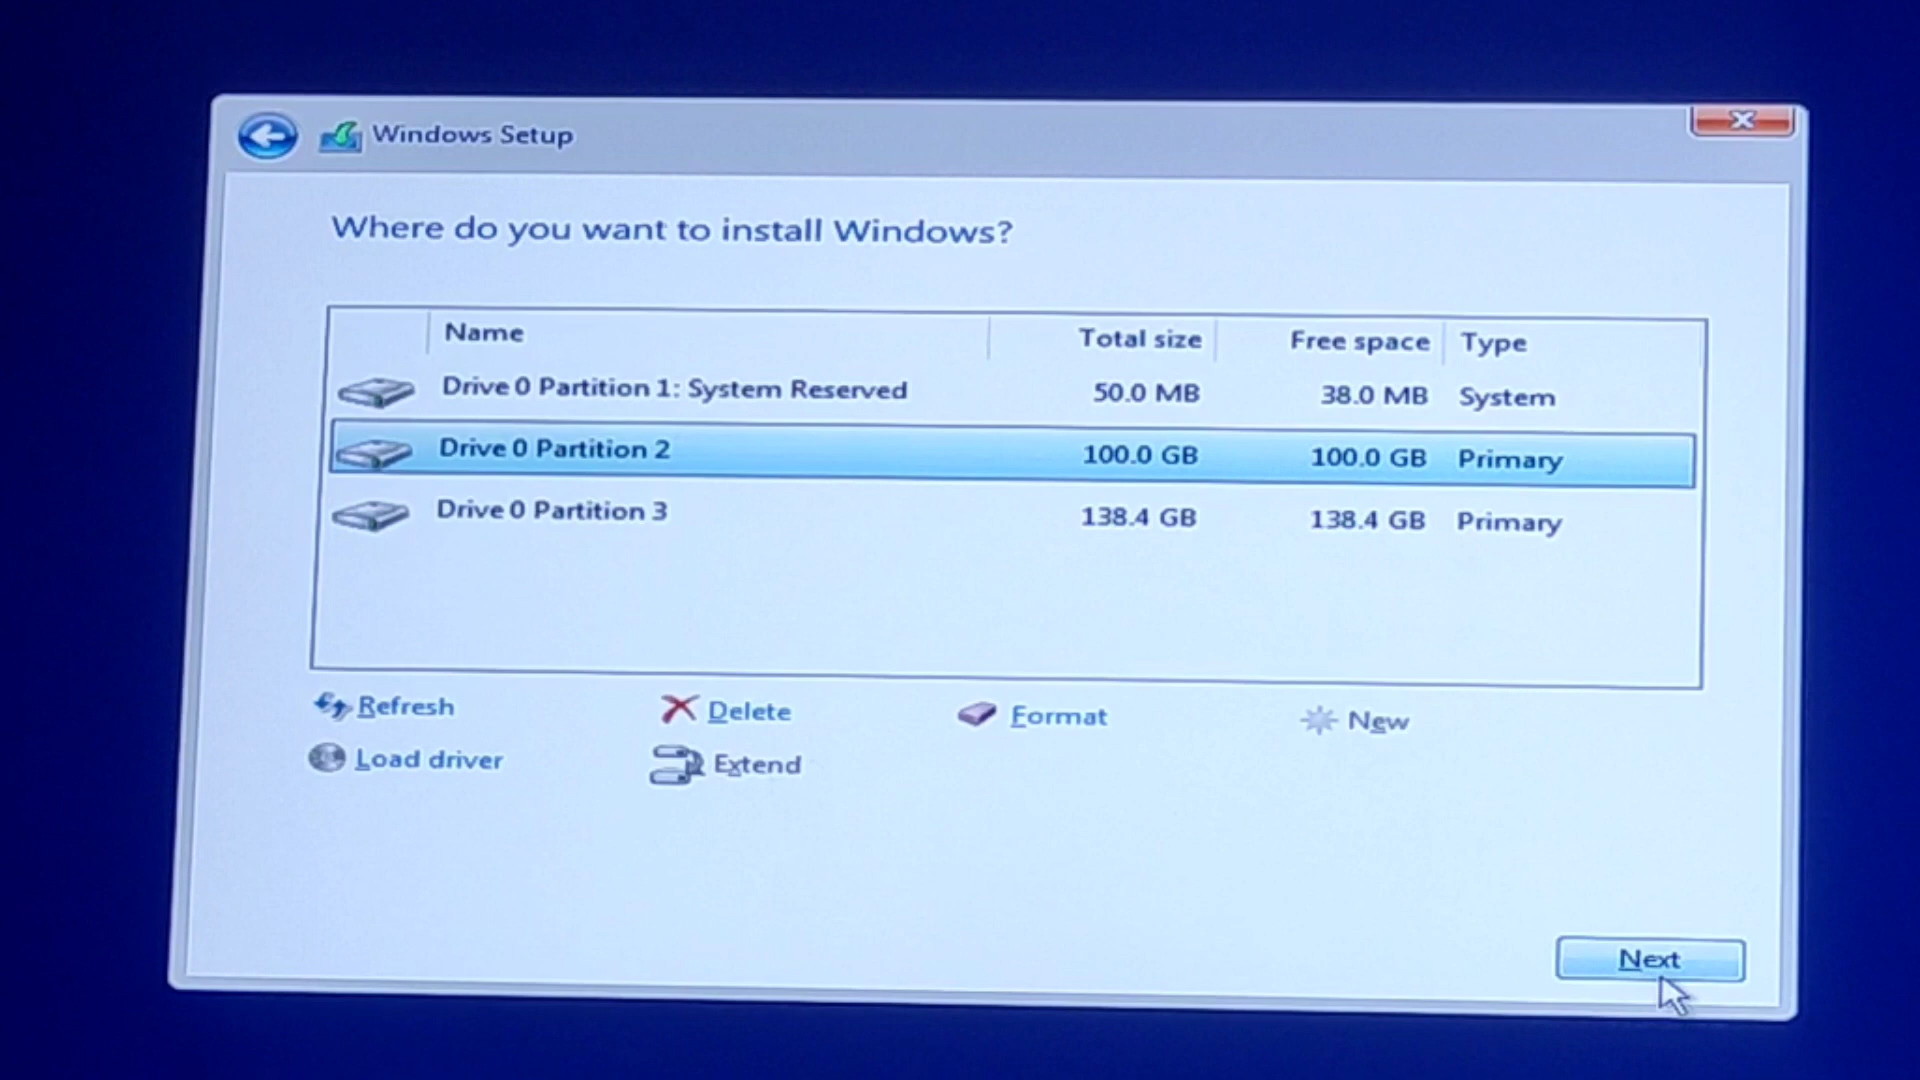 Windows Setup
Where do you want to install Windows?
Name Total size Free space Type
Drive 0 Partition 1: System Reserved 50.0 MB 38.0 MB System
Drive 0 Partition 2 100.0 GB 100.0 GB Primary
Drive 0 Partition 3 138.4 GB 138.4 GB Primary
Refresh Delete Format New
Load driver Extend
Next